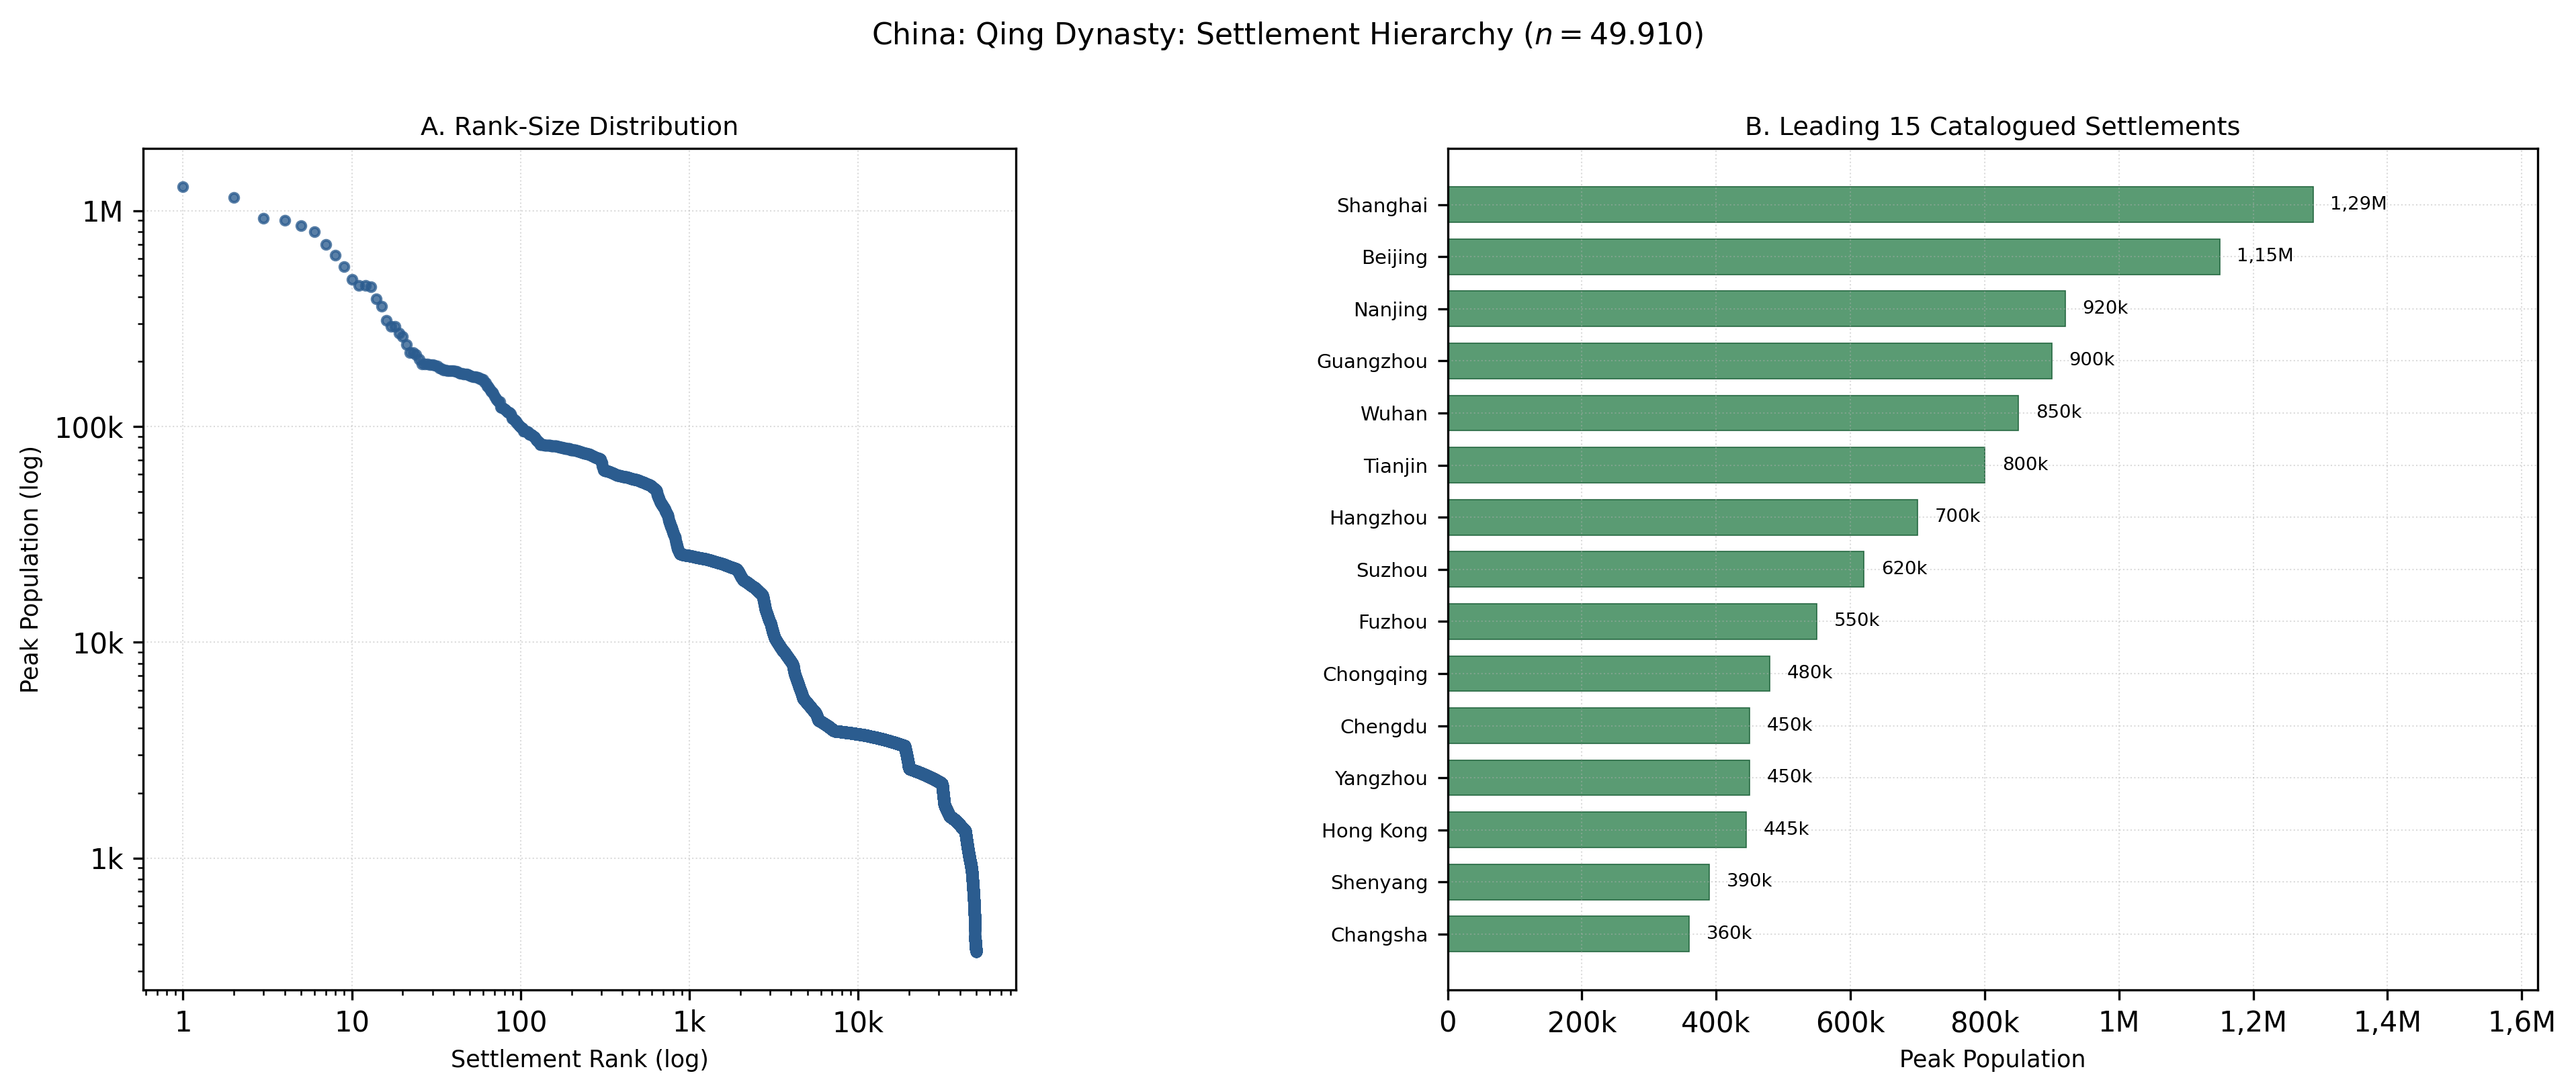 China: Qing Dynasty: Settlement Hierarchy (n = 49.910)
A. Rank-Size Distribution
Peak Population (log)
1M
100k
10k
1k
1 10 100 1k 10k
Settlement Rank (log)
B. Leading 15 Catalogued Settlements
Shanghai 1,29M
Beijing 1,15M
Nanjing 920k
Guangzhou 900k
Wuhan 850k
Tianjin 800k
Hangzhou 700k
Suzhou 620k
Fuzhou 550k
Chongqing 480k
Chengdu 450k
Yangzhou 450k
Hong Kong 445k
Shenyang 390k
Changsha 360k
0 200k 400k 600k 800k 1M 1,2M 1,4M 1,6M
Peak Population